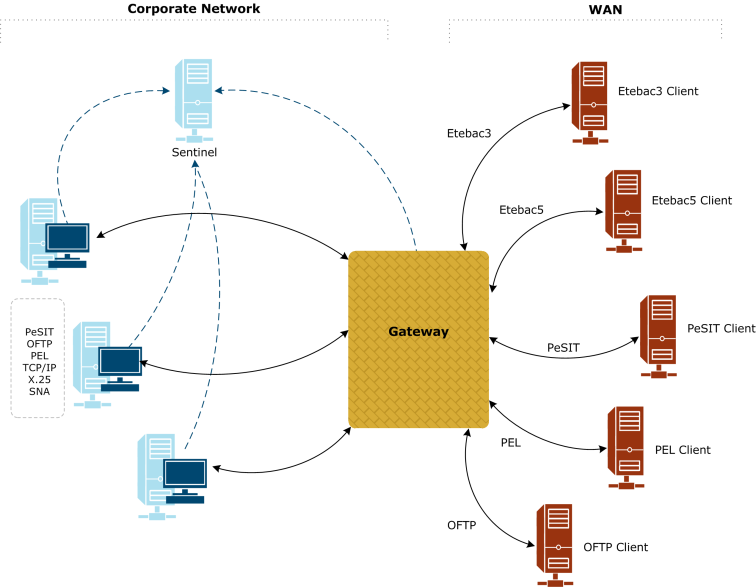 Corporate Network
WAN
Sentinel
Etebac3
Etebac3 Client
Etebac5
Etebac5 Client
PeSIT
OFTP
PEL
TCP/IP
X.25
SNA
Gateway
PeSIT
PeSIT Client
PEL
PEL Client
OFTP
OFTP Client